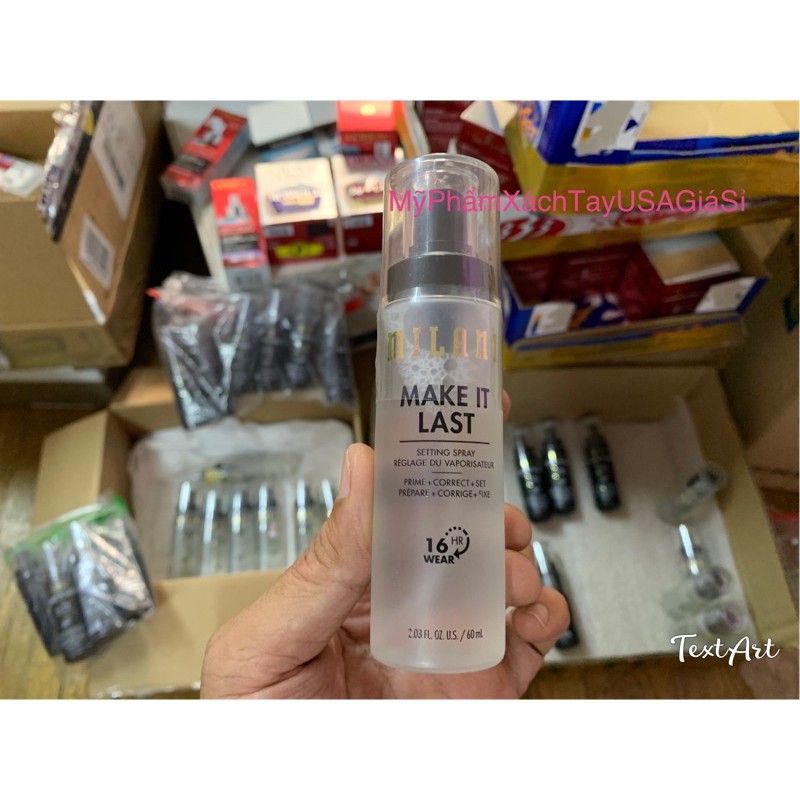 MỹPhẩmXáchTayUSAGiáSỉ
MILANI
MAKE IT
LAST
SETTING SPRAY
RÉGLAGE DU VAPORISATEUR
PRIME + CORRECT + SET
PRÉPARE + CORRIGE + FIXE
16 HR
WEAR
2.03 FL. OZ. U.S. / 60 mL
TextArt